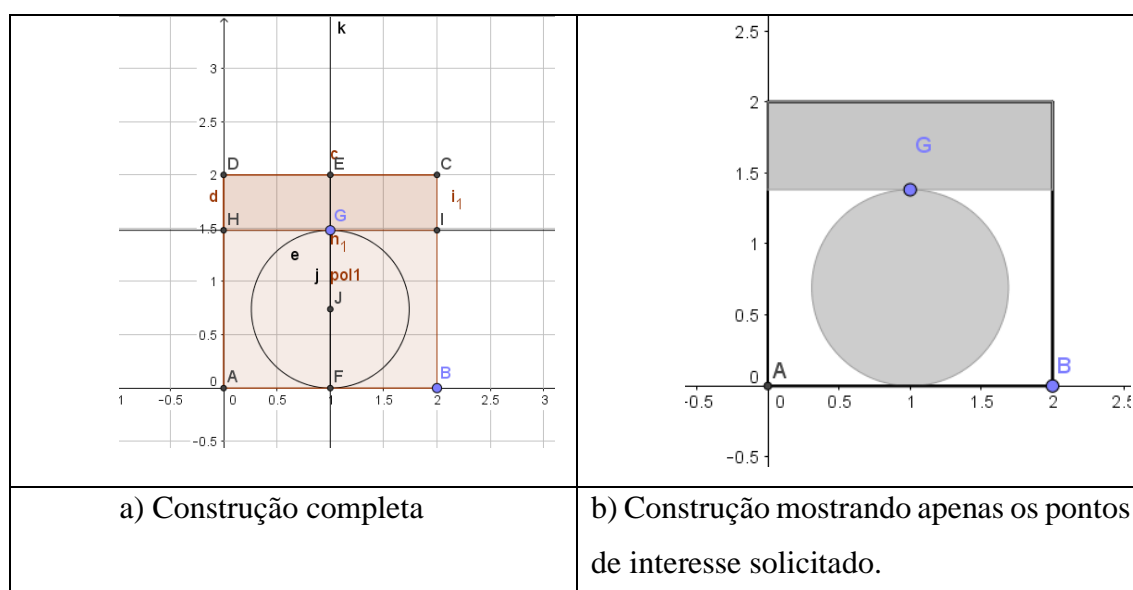 k
3
2.5
D
c
E
C
2
d
i1
H
G
I
1.5
n1
e
j
pol1
1
J
0.5
A
F
B
0
1
-0.5
0
0.5
1
1.5
2
2.5
3
-0.5
2.5
2
G
1.5
1
0.5
0
A
B
-0.5
0
0.5
1
1.5
2
2.5
-0.5
a) Construção completa
b) Construção mostrando apenas os pontos
de interesse solicitado.